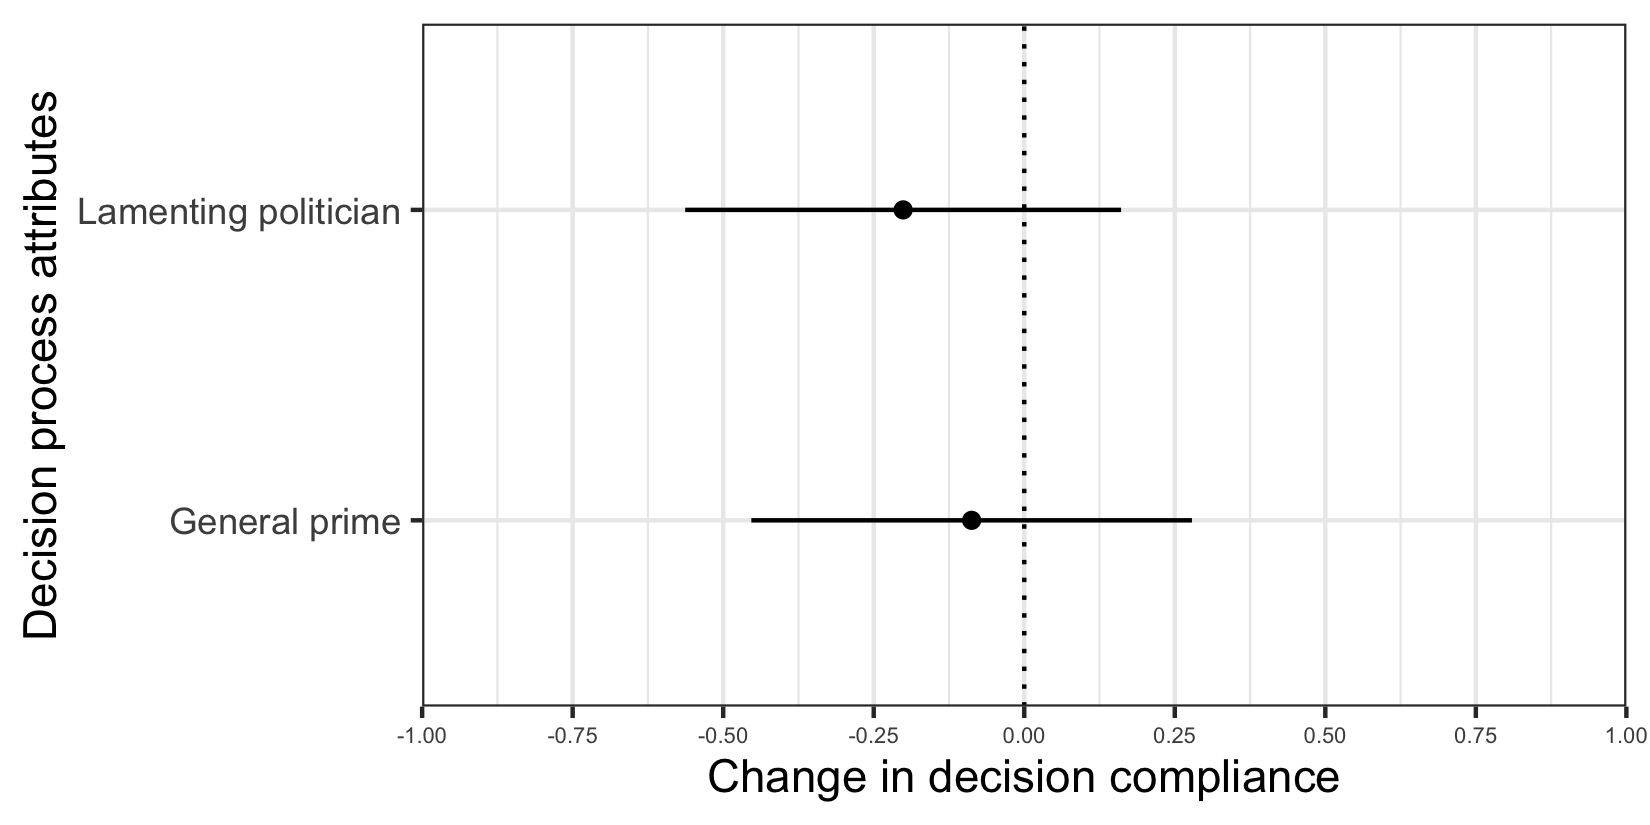 Decision process attributes
Lamenting politician
General prime
-1.00 -0.75 -0.50 -0.25 0.00 0.25 0.50 0.75 1.00
Change in decision compliance